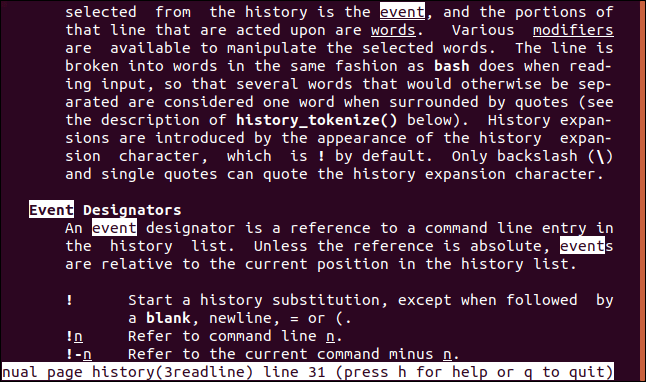 selected  from  the history is the event, and the portions of
that line that are acted upon are words.  Various  modifiers
are  available to manipulate the selected words.  The line is
broken into words in the same fashion as bash does when read-
ing input, so that several words that would otherwise be sep-
arated are considered one word when surrounded by quotes (see
the description of history_tokenize() below).  History expan-
sions are introduced by the appearance of the history  expan-
sion  character,  which  is ! by default.  Only backslash (\)
and single quotes can quote the history expansion character.
Event Designators
An event designator is a reference to a command line entry in
the  history  list.  Unless the reference is absolute, events
are relative to the current position in the history list.
!      Start a history substitution, except when followed  by
a blank, newline, = or (.
!n     Refer to command line n.
!-n    Refer to the current command minus n.
nual page history(3readline) line 31 (press h for help or q to quit)